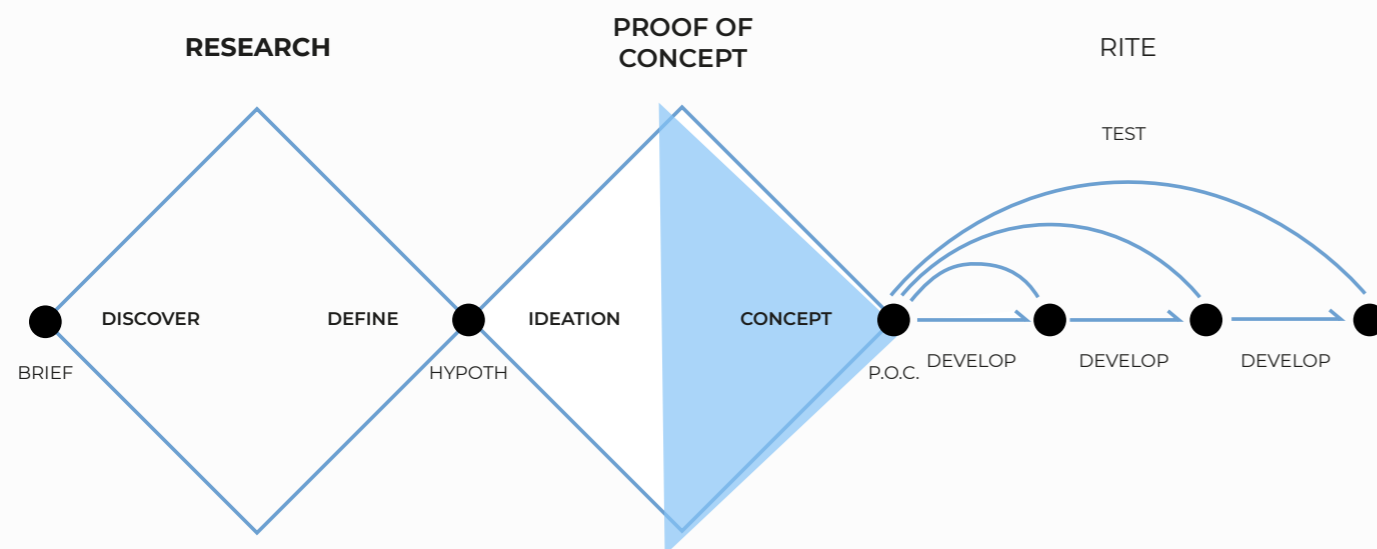 RESEARCH
PROOF OF
CONCEPT
RITE
TEST
DISCOVER
DEFINE
IDEATION
CONCEPT
BRIEF
HYPOTH
P.O.C.
DEVELOP
DEVELOP
DEVELOP